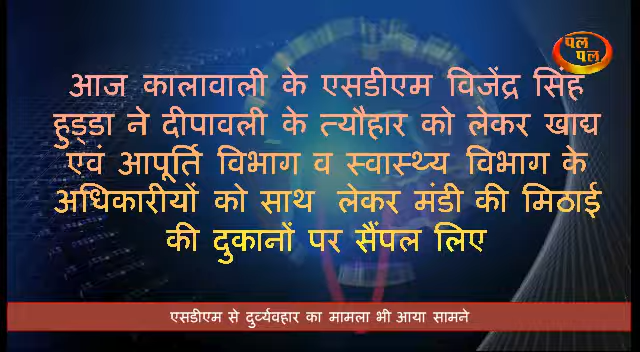 पल
पल
आज कालावाली के एसडीएम विजेंद्र सिंह
हुड्डा ने दीपावली के त्यौहार को लेकर खाद्य
एवं आपूर्ति विभाग व स्वास्थ्य विभाग के
अधिकारीयों को साथ लेकर मंडी की मिठाई
की दुकानों पर सैंपल लिए
एसडीएम से दुर्व्यवहार का मामला भी आया सामने